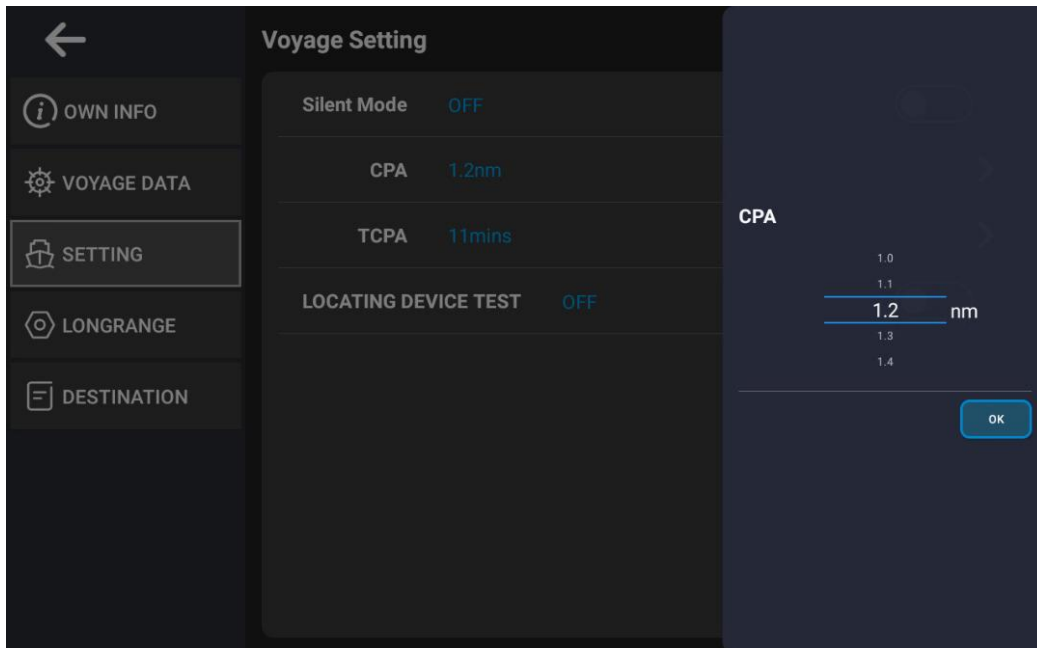 Voyage Setting
OWN INFO
VOYAGE DATA
SETTING
LONGRANGE
DESTINATION
Silent Mode OFF
CPA 1.2nm
TCPA 11mins
LOCATING DEVICE TEST OFF
CPA
1.0
1.1
1.2 nm
1.3
1.4
OK